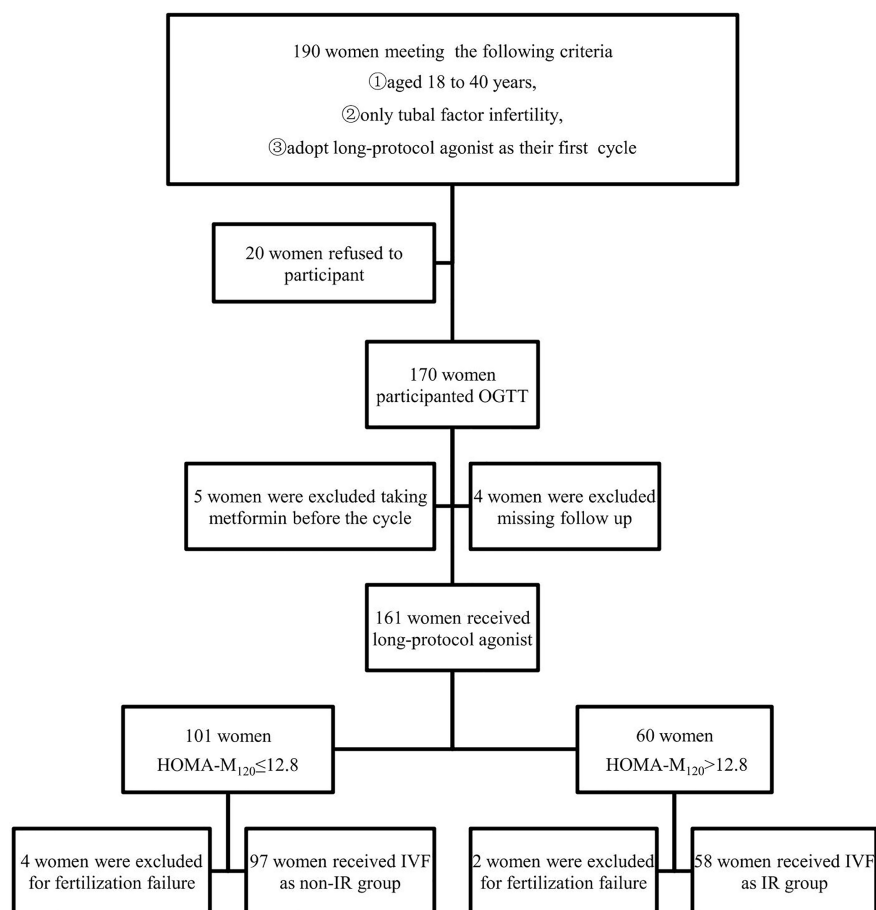 190 women meeting the following criteria
①aged 18 to 40 years,
②only tubal factor infertility,
③adopt long-protocol agonist as their first cycle
20 women refused to
participant
170 women
participanted OGTT
5 women were excluded taking
metformin before the cycle
4 women were excluded
missing follow up
161 women received
long-protocol agonist
101 women
HOMA-M₁₂₀≤12.8
60 women
HOMA-M₁₂₀>12.8
4 women were excluded
for fertilization failure
97 women received IVF
as non-IR group
2 women were excluded
for fertilization failure
58 women received IVF
as IR group